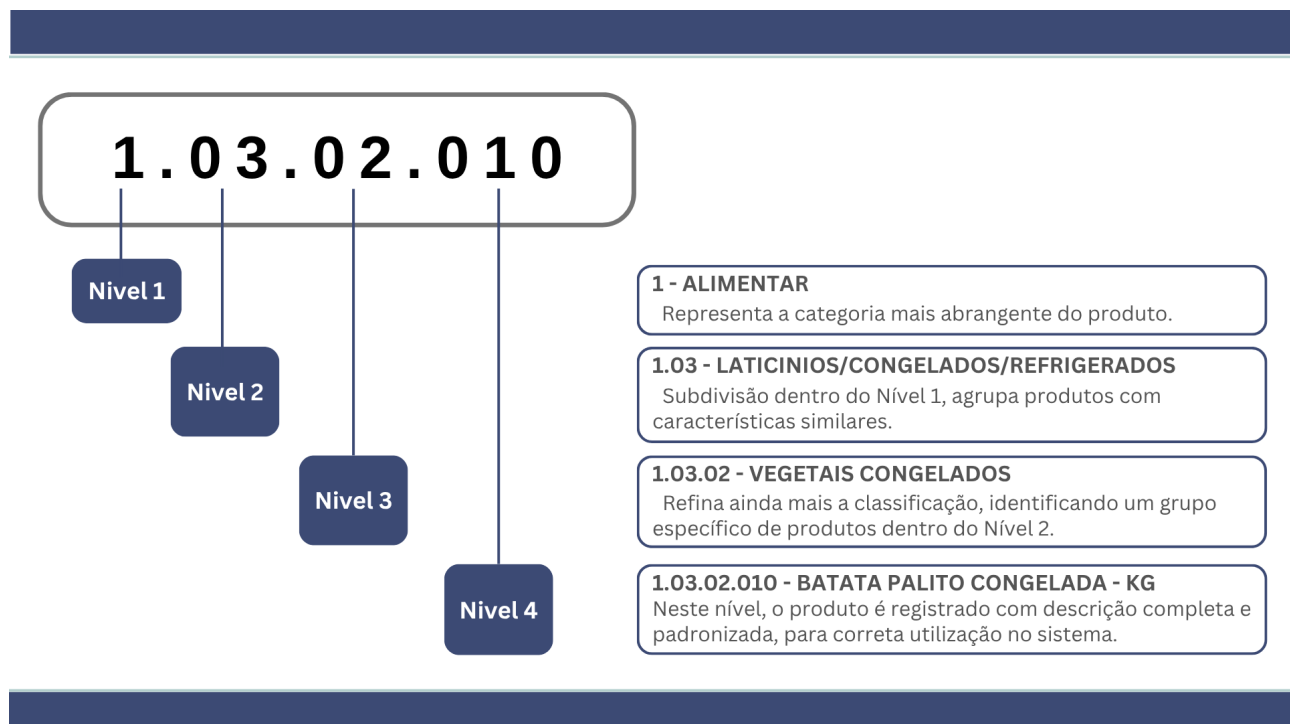 1.03.02.010
Nivel 1
Nivel 2
Nivel 3
Nivel 4
1 - ALIMENTAR
Representa a categoria mais abrangente do produto.
1.03 - LATICINIOS/CONGELADOS/REFRIGERADOS
Subdivisão dentro do Nível 1, agrupa produtos com
características similares.
1.03.02 - VEGETAIS CONGELADOS
Refina ainda mais a classificação, identificando um grupo
específico de produtos dentro do Nível 2.
1.03.02.010 - BATATA PALITO CONGELADA - KG
Neste nível, o produto é registrado com descrição completa e
padronizada, para correta utilização no sistema.